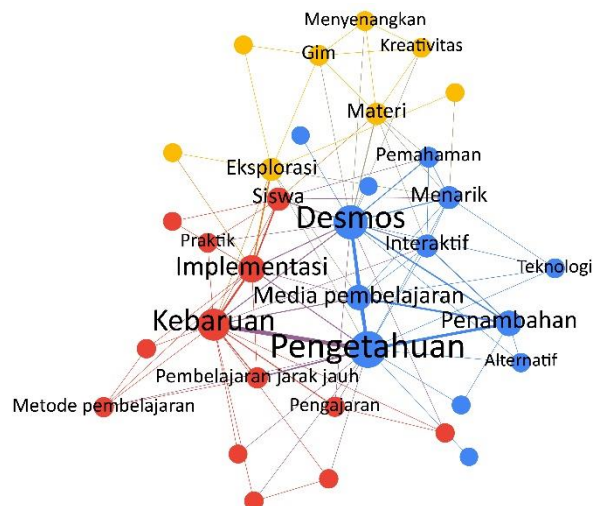 Menyenangkan
Gim
Kreativitas
Materi
Pemahaman
Eksplorasi
Siswa
Menarik
Desmos
Praktik
Interaktif
Implementasi
Teknologi
Media pembelajaran
Kebaruan
Penambahan
Pengetahuan
Alternatif
Pembelajaran jarak jauh
Metode pembelajaran
Pengajaran